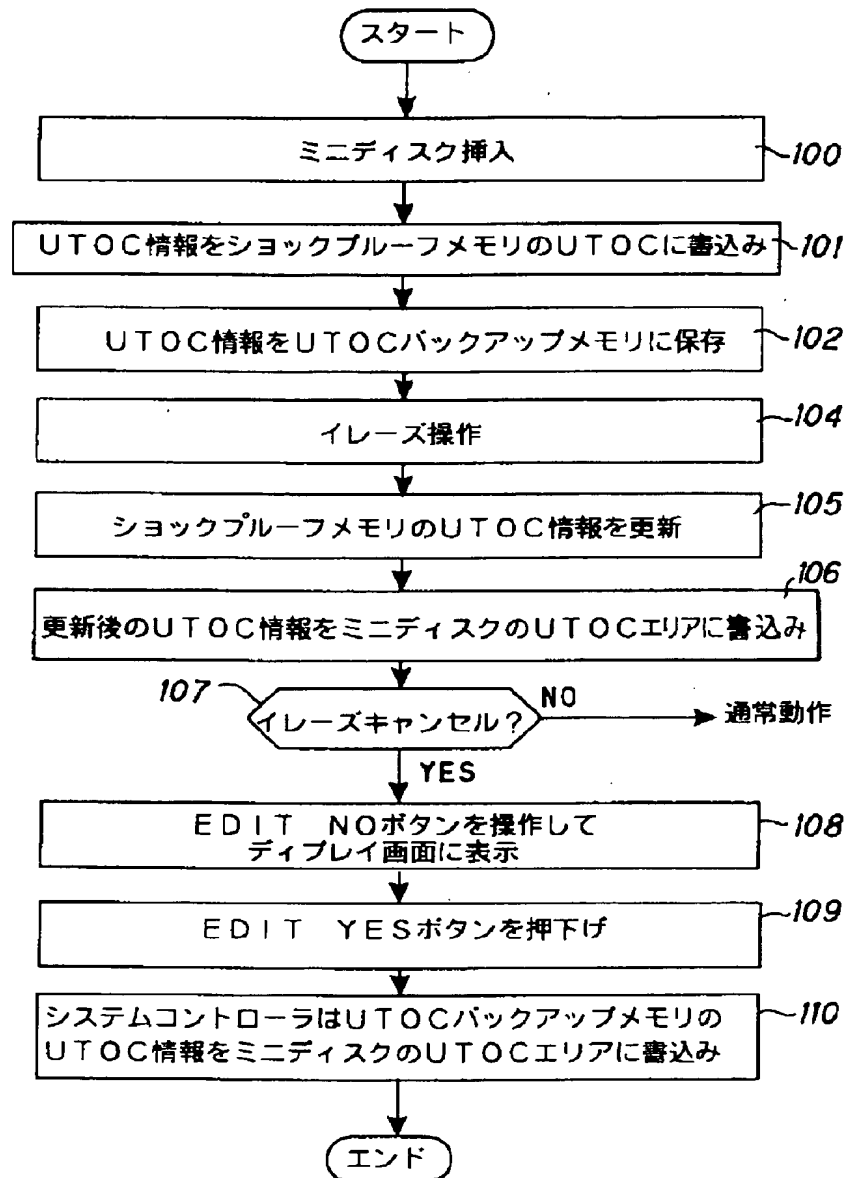 スタート
ミニディスク挿入
100
UTOC情報をショックプルーフメモリのUTOCに書込み
101
UTOC情報をUTOCバックアップメモリに保存
102
イレーズ操作
104
ショックプルーフメモリのUTOC情報を更新
105
106
更新後のUTOC情報をミニディスクのUTOCエリアに書込み
107
イレーズキャンセル?
NO
通常動作
YES
EDIT NOボタンを操作して
ディプレイ画面に表示
108
EDIT YESボタンを押下げ
109
システムコントローラはUTOCバックアップメモリの
UTOC情報をミニディスクのUTOCエリアに書込み
110
エンド